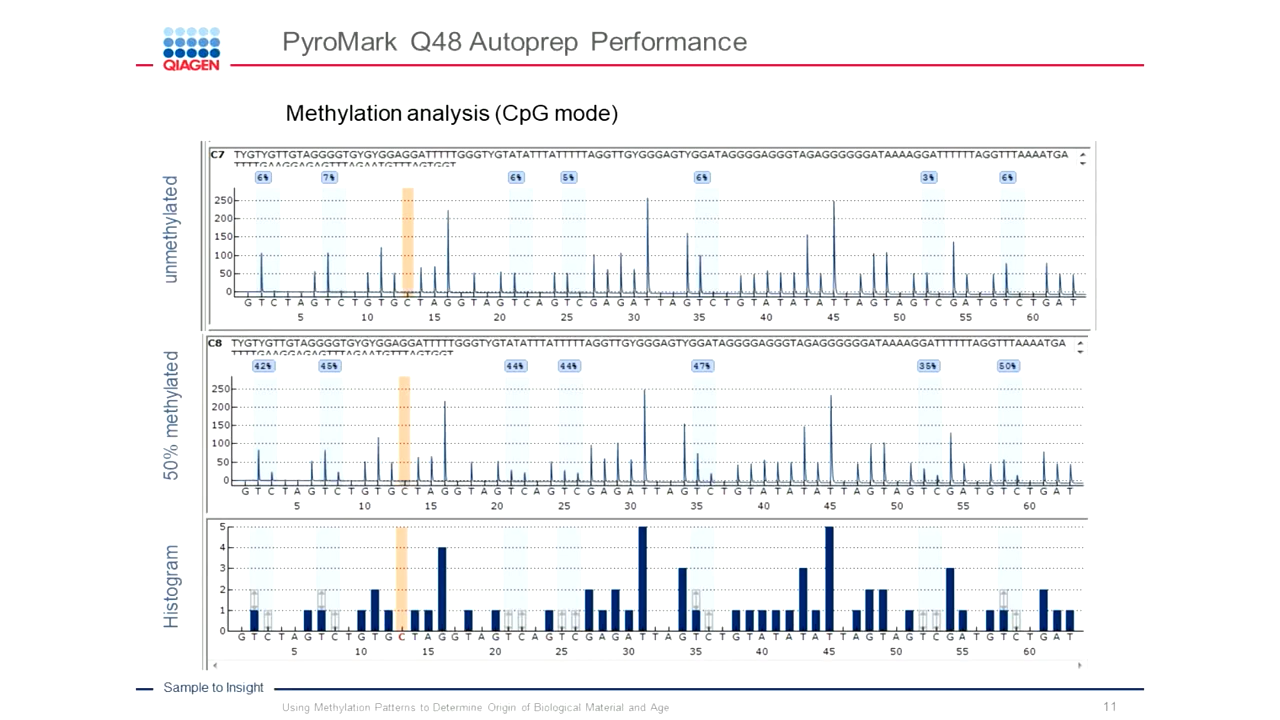 QIAGEN
PyroMark Q48 Autoprep Performance
Methylation analysis (CpG mode)
unmethylated
C7 TYGTYGTTGTAGGGGTGYGYGGAGGATTTTTGGGTYGTATATTTATTTTTAGGTTGYGGGAGTYGGATAGGGGAGGGTAGAGGGGGGATAAAAGGATTTTTTAGGTTTAAAATGA
TTTTGAAGGAGAGTTTAGAATGTTTAGTGGT
6% 7% 6% 5% 6% 3% 6%
250
200
150
100
50
0
G T C T A G T C T G T G C T A G G T A G T C A G T C G A G A T T A G T C T G T A T A T A T T A G T A G T C G A T G T C T G A T
5 10 15 20 25 30 35 40 45 50 55 60
50% methylated
C8 TYGTYGTTGTAGGGGTGYGYGGAGGATTTTTGGGTYGTATATTTATTTTTAGGTTGYGGGAGTYGGATAGGGGAGGGTAGAGGGGGGATAAAAGGATTTTTTAGGTTTAAAATGA
TTTTGAAGGAGAGTTTAGAATGTTTAGTGGT
42% 45% 44% 44% 47% 35% 50%
250
200
150
100
50
0
G T C T A G T C T G T G C T A G G T A G T C A G T C G A G A T T A G T C T G T A T A T A T T A G T A G T C G A T G T C T G A T
5 10 15 20 25 30 35 40 45 50 55 60
Histogram
5
4
3
2
1
0
G T C T A G T C T G T G C T A G G T A G T C A G T C G A G A T T A G T C T G T A T A T A T T A G T A G T C G A T G T C T G A T
5 10 15 20 25 30 35 40 45 50 55 60
Sample to Insight
Using Methylation Patterns to Determine Origin of Biological Material and Age
11